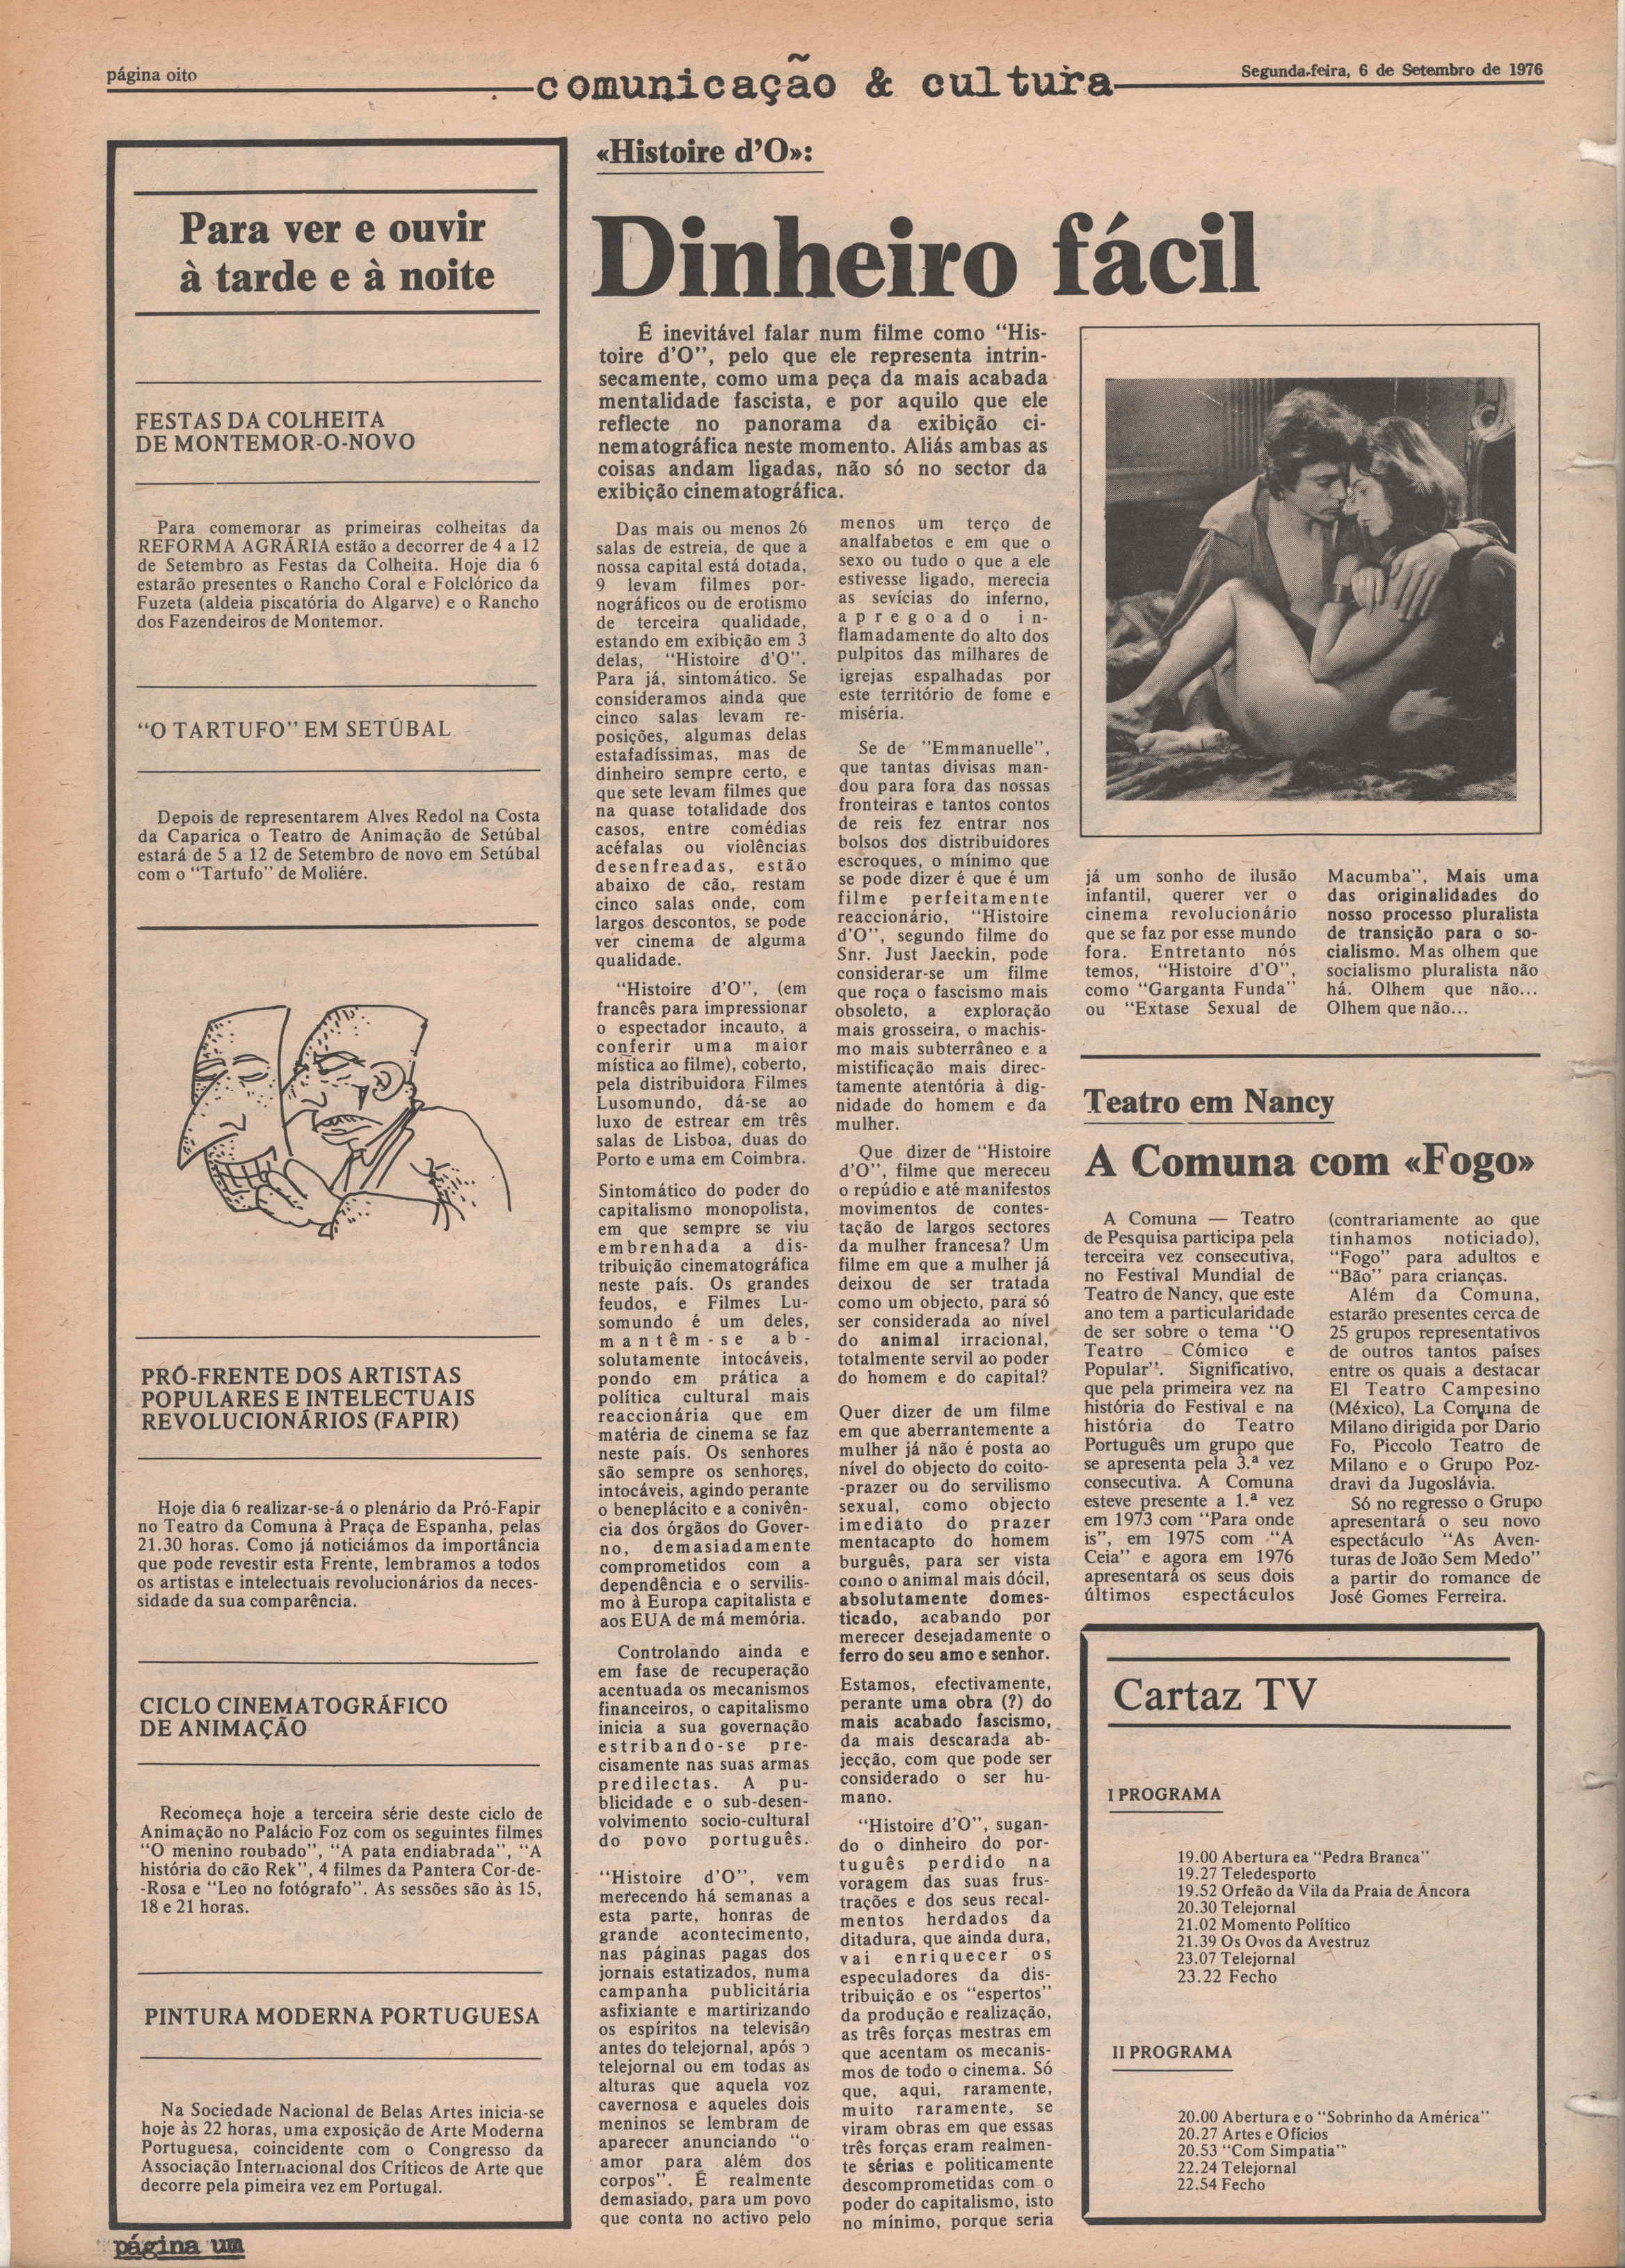 página oito
comunicação & cultura
Segunda-feira, 6 de Setembro de 1976
Para ver e ouvir
à tarde e à noite
FESTAS DA COLHEITA
DE MONTEMOR-O-NOVO
Para comemorar as primeiras colheitas da
REFORMA AGRÁRIA estão a decorrer de 4 a 12
de Setembro as Festas da Colheita. Hoje dia 6
estarão presentes o Rancho Coral e Folclórico da
Fuzeta (aldeia piscatória do Algarve) e o Rancho
dos Fazendeiros de Montemor.
"O TARTUFO" EM SETÚBAL
Depois de representarem Alves Redol na Costa
da Caparica o Teatro de Animação de Setúbal
estará de 5 a 12 de Setembro de novo em Setúbal
com o "Tartufo" de Moliére.
PRÓ-FRENTE DOS ARTISTAS
POPULARES E INTELECTUAIS
REVOLUCIONÁRIOS (FAPIR)
Hoje dia 6 realizar-se-á o plenário da Pró-Fapir
no Teatro da Comuna à Praça de Espanha, pelas
21.30 horas. Como já noticiámos da importância
que pode revestir esta Frente, lembramos a todos
os artistas e intelectuais revolucionários da neces-
sidade da sua comparência.
CICLO CINEMATOGRÁFICO
DE ANIMAÇÃO
Recomeça hoje a terceira série deste ciclo de
Animação no Palácio Foz com os seguintes filmes
"O menino roubado", "A pata endiabrada", "A
história do cão Rek", 4 filmes da Pantera Cor-de-
-Rosa e "Leo no fotógrafo". As sessões são às 15,
18 e 21 horas.
PINTURA MODERNA PORTUGUESA
Na Sociedade Nacional de Belas Artes inicia-se
hoje às 22 horas, uma exposição de Arte Moderna
Portuguesa, coincidente com o Congresso da
Associação Internacional dos Críticos de Arte que
decorre pela pimeira vez em Portugal.
«Histoire d'O»:
Dinheiro fácil
É inevitável falar num filme como "His-
toire d'O", pelo que ele representa intrin-
secamente, como uma peça da mais acabada
mentalidade fascista, e por aquilo que ele
reflecte no panorama da exibição ci-
nematográfica neste momento. Aliás ambas as
coisas andam ligadas, não só no sector da
exibição cinematográfica.
Das mais ou menos 26
salas de estreia, de que a
nossa capital está dotada,
9 levam filmes por-
nográficos ou de erotismo
de terceira qualidade,
estando em exibição em 3
delas, "Histoire d'O".
Para já, sintomático. Se
consideramos ainda que
cinco salas levam re-
posições, algumas delas
estafadíssimas, mas de
dinheiro sempre certo, e
que sete levam filmes que
na quase totalidade dos
casos, entre comédias
acéfalas ou violências
desenfreadas, estão
abaixo de cão, restam
cinco salas onde, com
largos descontos, se pode
ver cinema de alguma
qualidade.
"Histoire d'O", (em
francês para impressionar
o espectador incauto, a
conferir uma maior
mística ao filme), coberto,
pela distribuidora Filmes
Lusomundo, dá-se ao
luxo de estrear em três
salas de Lisboa, duas do
Porto e uma em Coimbra.
Sintomático do poder do
capitalismo monopolista,
em que sempre se viu
embrenhada a dis-
tribuição cinematográfica
neste país. Os grandes
feudos, e Filmes Lu-
somundo é um deles,
mantêm-se ab-
solutamente intocáveis,
pondo em prática a
política cultural mais
reaccionária que em
matéria de cinema se faz
neste país. Os senhores
são sempre os senhores,
intocáveis, agindo perante
o beneplácito e a conivên-
cia dos órgãos do Gover-
no, demasiadamente
comprometidos com a
dependência e o servilis-
mo à Europa capitalista e
aos EUA de má memória.
Controlando ainda e
em fase de recuperação
acentuada os mecanismos
financeiros, o capitalismo
inicia a sua governação
estribando-se pre-
cisamente nas suas armas
predilectas. A pu-
blicidade e o sub-desen-
volvimento socio-cultural
do povo português.
"Histoire d'O", vem
merecendo há semanas a
esta parte, honras de
grande acontecimento,
nas páginas pagas dos
jornais estatizados, numa
campanha publicitária
asfixiante e martirizando
os espíritos na televisão
antes do telejornal, após o
telejornal ou em todas as
alturas que aquela voz
cavernosa e aqueles dois
meninos se lembram de
aparecer anunciando "o
amor para além dos
corpos". É realmente
demasiado, para um povo
que conta no activo pelo
menos um terço de
analfabetos e em que o
sexo ou tudo o que a ele
estivesse ligado, merecia
as sevícias do inferno,
apregoado in-
flamadamente do alto dos
pulpitos das milhares de
igrejas espalhadas por
este território de fome e
miséria.
Se de "Emmanuelle",
que tantas divisas man-
dou para fora das nossas
fronteiras e tantos contos
de reis fez entrar nos
bolsos dos distribuidores
escroques, o mínimo que
se pode dizer é que é um
filme perfeitamente
reaccionário, "Histoire
d'O", segundo filme do
Snr. Just Jaeckin, pode
considerar-se um filme
que roça o fascismo mais
obsoleto, a exploração
mais grosseira, o machis-
mo mais subterrâneo e a
mistificação mais direc-
tamente atentória à dig-
nidade do homem e da
mulher.
Que dizer de "Histoire
d'O", filme que mereceu
o repúdio e até manifestos
movimentos de contes-
tação de largos sectores
da mulher francesa? Um
filme em que a mulher já
deixou de ser tratada
como um objecto, para só
ser considerada ao nível
do animal irracional,
totalmente servil ao poder
do homem e do capital?
Quer dizer de um filme
em que aberrantemente a
mulher já não é posta ao
nível do objecto do coito-
-prazer ou do servilismo
sexual, como objecto
imediato do prazer
mentacapto do homem
burguês, para ser vista
como o animal mais dócil,
absolutamente domes-
ticado, acabando por
merecer desejadamente o
ferro do seu amo e senhor.
Estamos, efectivamente,
perante uma obra (?) do
mais acabado fascismo,
da mais descarada ab-
jecção, com que pode ser
considerado o ser hu-
mano.
"Histoire d'O", sugan-
do o dinheiro do por-
tuguês perdido na
voragem das suas frus-
trações e dos seus recal-
mentos herdados da
ditadura, que ainda dura,
vai enriquecer os
especuladores da dis-
tribuição e os "espertos"
da produção e realização,
as três forças mestras em
que acentam os mecanis-
mos de todo o cinema. Só
que, aqui, raramente,
muito raramente, se
viram obras em que essas
três forças eram realmen-
te sérias e politicamente
descomprometidas com o
poder do capitalismo, isto
no mínimo, porque seria
já um sonho de ilusão
infantil, querer ver o
cinema revolucionário
que se faz por esse mundo
fora. Entretanto nós
temos, "Histoire d'O",
como "Garganta Funda"
ou "Extase Sexual de
Macumba", Mais uma
das originalidades do
nosso processo pluralista
de transição para o so-
cialismo. Mas olhem que
socialismo pluralista não
há. Olhem que não...
Olhem que não...
Teatro em Nancy
A Comuna com «Fogo»
A Comuna — Teatro
de Pesquisa participa pela
terceira vez consecutiva,
no Festival Mundial de
Teatro de Nancy, que este
ano tem a particularidade
de ser sobre o tema "O
Teatro Cómico e
Popular". Significativo,
que pela primeira vez na
história do Festival e na
história do Teatro
Português um grupo que
se apresenta pela 3.ª vez
consecutiva. A Comuna
esteve presente a 1.ª vez
em 1973 com "Para onde
is", em 1975 com "A
Ceia" e agora em 1976
apresentará os seus dois
últimos espectáculos
(contrariamente ao que
tinhamos noticiado),
"Fogo" para adultos e
"Bão" para crianças.
Além da Comuna,
estarão presentes cerca de
25 grupos representativos
de outros tantos países
entre os quais a destacar
El Teatro Campesino
(México), La Comuna de
Milano dirigida por Dario
Fo, Piccolo Teatro de
Milano e o Grupo Poz-
dravi da Jugoslávia.
Só no regresso o Grupo
apresentará o seu novo
espectáculo "As Aven-
turas de João Sem Medo"
a partir do romance de
José Gomes Ferreira.
Cartaz TV
I PROGRAMA
19.00 Abertura ea "Pedra Branca"
19.27 Teledesporto
19.52 Orfeão da Vila da Praia de Âncora
20.30 Telejornal
21.02 Momento Político
21.39 Os Ovos da Avestruz
23.07 Telejornal
23.22 Fecho
II PROGRAMA
20.00 Abertura e o "Sobrinho da América"
20.27 Artes e Ofícios
20.53 "Com Simpatia"
22.24 Telejornal
22.54 Fecho
página um